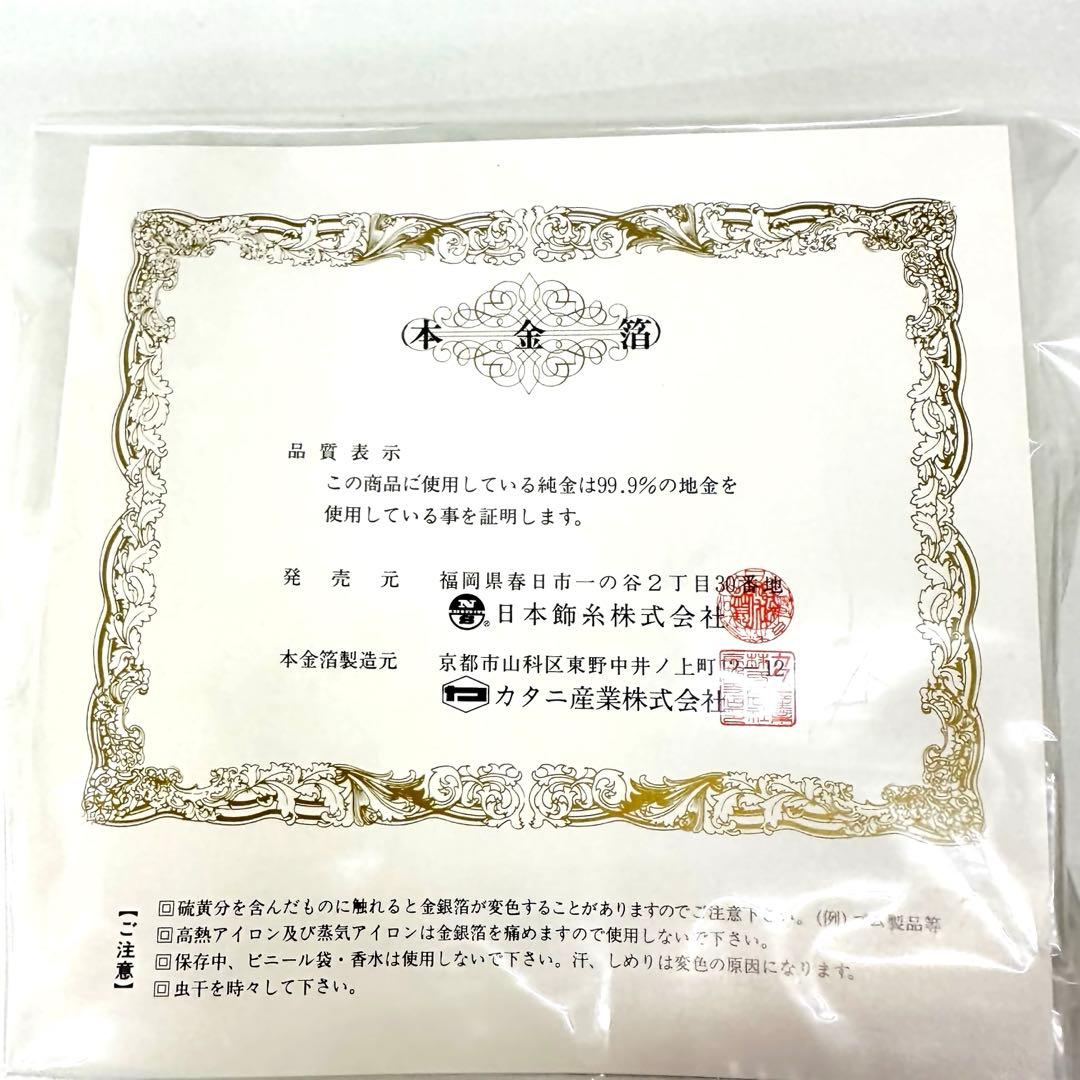 (本金箔)
品質表示
この商品に使用している純金は99.9%の地金を
使用している事を証明します。
発売元 福岡県春日市一の谷2丁目30番地
日本飾糸株式会社
本金箔製造元 京都市山科区東野中井ノ上町12-12
カタニ産業株式会社
【ご注意】
回硫黄分を含んだものに触れると金銀箔が変色することがありますのでご注意下さい。(例)ゴム製品等
回高熱アイロン及び蒸気アイロンは金銀箔を痛めますので使用しないで下さい。
回保存中、ビニール袋・香水は使用しないで下さい。汗、しめりは変色の原因になります。
回虫干を時々して下さい。